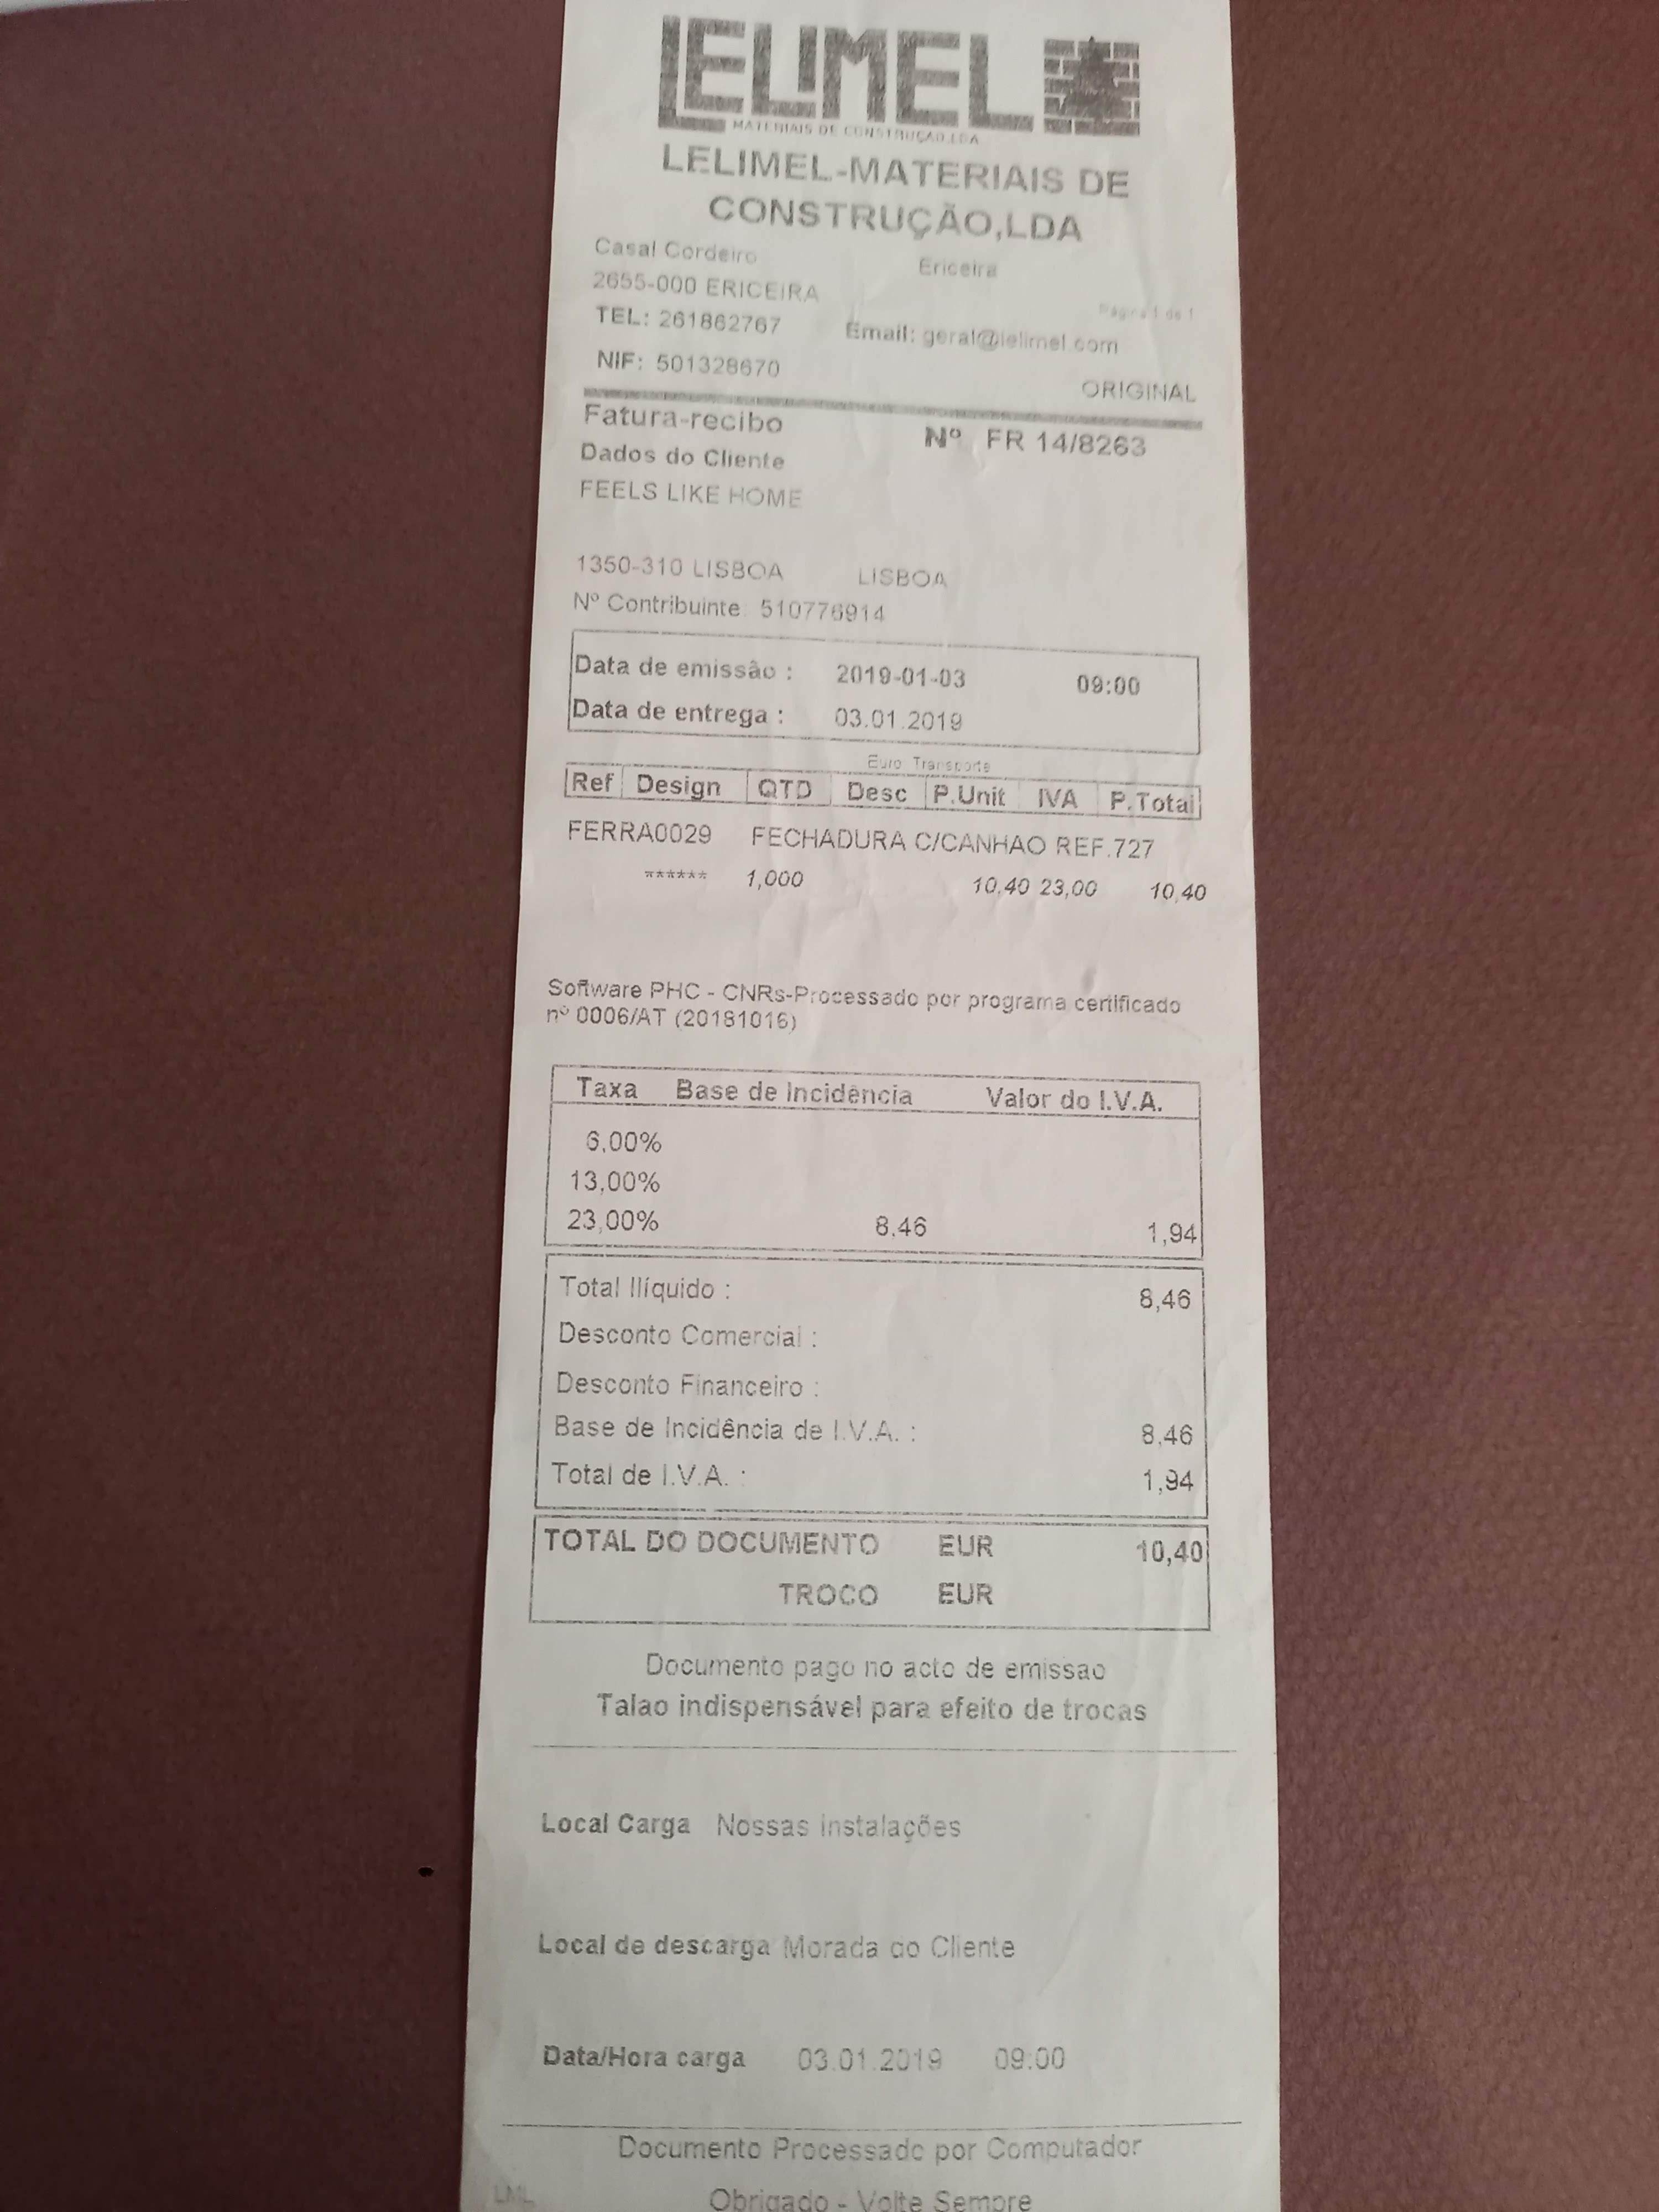 LELIMEL
MATERIAIS DE CONSTRUÇAO,LDA
LELIMEL-MATERIAIS DE
CONSTRUÇÃO,LDA
Casal Cordeiro Ericeira
2655-000 ERICEIRA
Página 1 de 1
TEL: 261862767 Email: geral@lelimel.com
NIF: 501328670
ORIGINAL
Fatura-recibo Nº FR 14/8263
Dados do Cliente
FEELS LIKE HOME
1350-310 LISBOA LISBOA
Nº Contribuinte 510776914
Data de emissão : 2019-01-03 09:00
Data de entrega : 03.01.2019
Euro Transporte
Ref Design QTD Desc P.Unit IVA P.Total
FERRA0029 FECHADURA C/CANHAO REF.727
****** 1,000 10,40 23,00 10,40
Software PHC - CNRs-Processado por programa certificado
nº 0006/AT (20181016)
Taxa Base de Incidência Valor do I.V.A.
6,00%
13,00%
23,00% 8,46 1,94
Total Ilíquido : 8,46
Desconto Comercial :
Desconto Financeiro :
Base de Incidência de I.V.A. : 8,46
Total de I.V.A. : 1,94
TOTAL DO DOCUMENTO EUR 10,40
TROCO EUR
Documento pago no acto de emissao
Talao indispensável para efeito de trocas
Local Carga Nossas instalações
Local de descarga Morada do Cliente
Data/Hora carga 03.01.2019 09:00
Documento Processado por Computador
LML
Obrigado - Volte Sempre